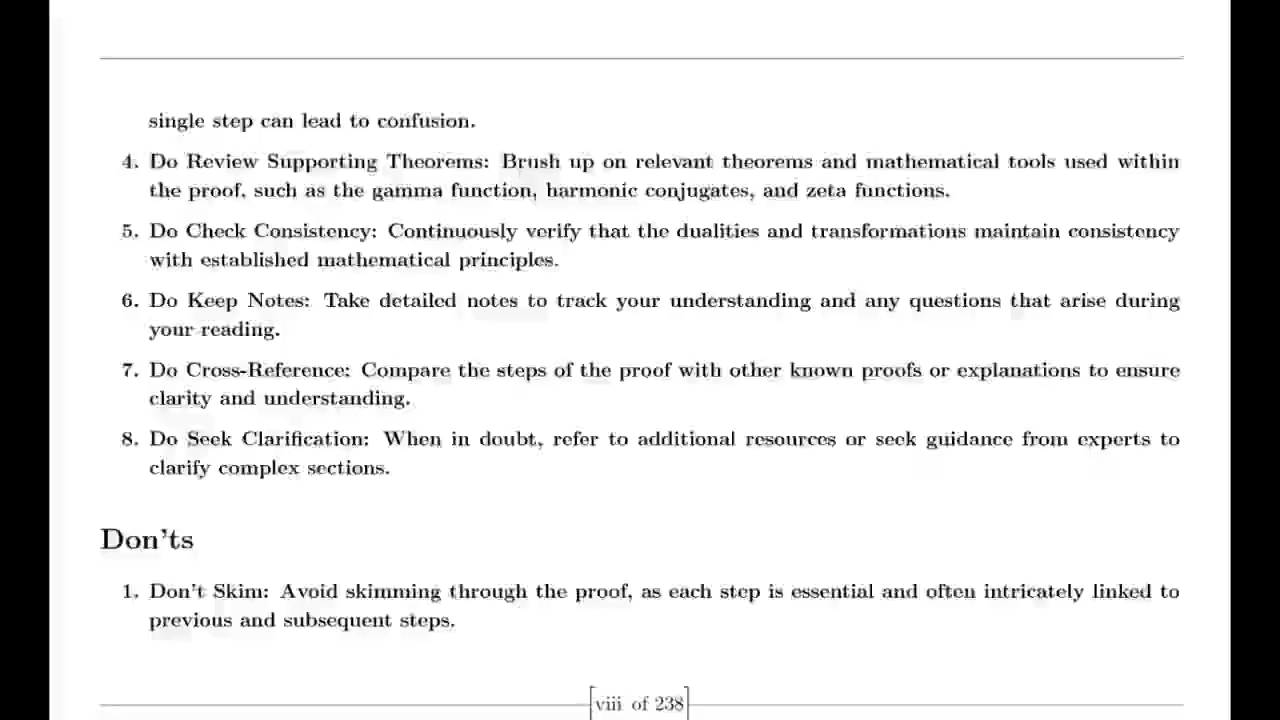 single step can lead to confusion.
4. Do Review Supporting Theorems: Brush up on relevant theorems and mathematical tools used within
the proof, such as the gamma function, harmonic conjugates, and zeta functions.
5. Do Check Consistency: Continuously verify that the dualities and transformations maintain consistency
with established mathematical principles.
6. Do Keep Notes: Take detailed notes to track your understanding and any questions that arise during
your reading.
7. Do Cross-Reference: Compare the steps of the proof with other known proofs or explanations to ensure
clarity and understanding.
8. Do Seek Clarification: When in doubt, refer to additional resources or seek guidance from experts to
clarify complex sections.
Don'ts
1. Don't Skim: Avoid skimming through the proof, as each step is essential and often intricately linked to
previous and subsequent steps.
[viii of 238]